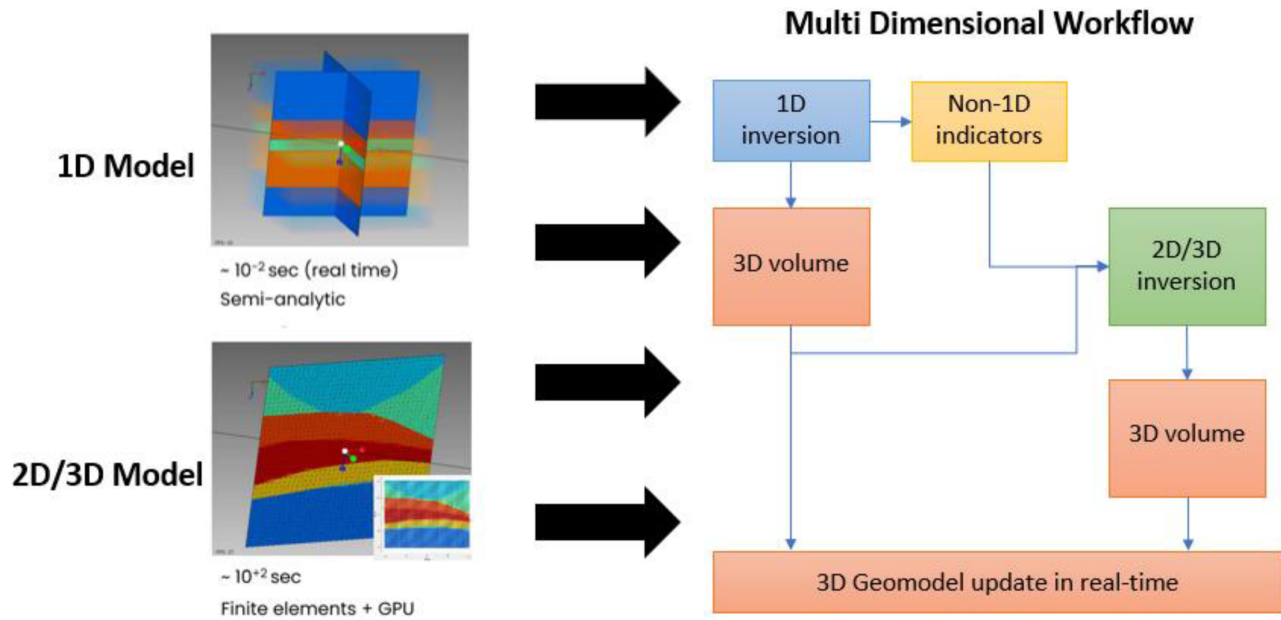 Multi Dimensional Workflow
1D Model
~ 10⁻² sec (real time)
Semi-analytic
2D/3D Model
~ 10⁺² sec
Finite elements + GPU
1D
inversion
Non-1D
indicators
3D volume
2D/3D
inversion
3D volume
3D Geomodel update in real-time